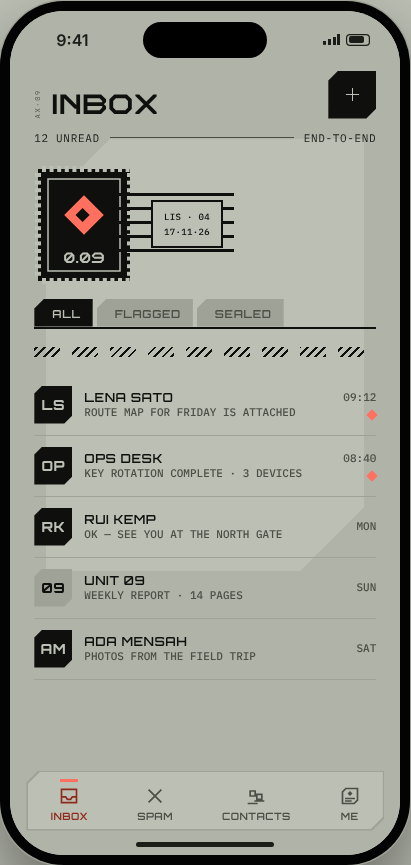 9:41
AX·09
INBOX
12 UNREAD
END-TO-END
0.09
LIS · 04
17·11·26
ALL
FLAGGED
SEALED
LS
LENA SATO
09:12
ROUTE MAP FOR FRIDAY IS ATTACHED
OP
OPS DESK
08:40
KEY ROTATION COMPLETE · 3 DEVICES
RK
RUI KEMP
MON
OK — SEE YOU AT THE NORTH GATE
09
UNIT 09
SUN
WEEKLY REPORT · 14 PAGES
AM
ADA MENSAH
SAT
PHOTOS FROM THE FIELD TRIP
INBOX
SPAM
CONTACTS
ME